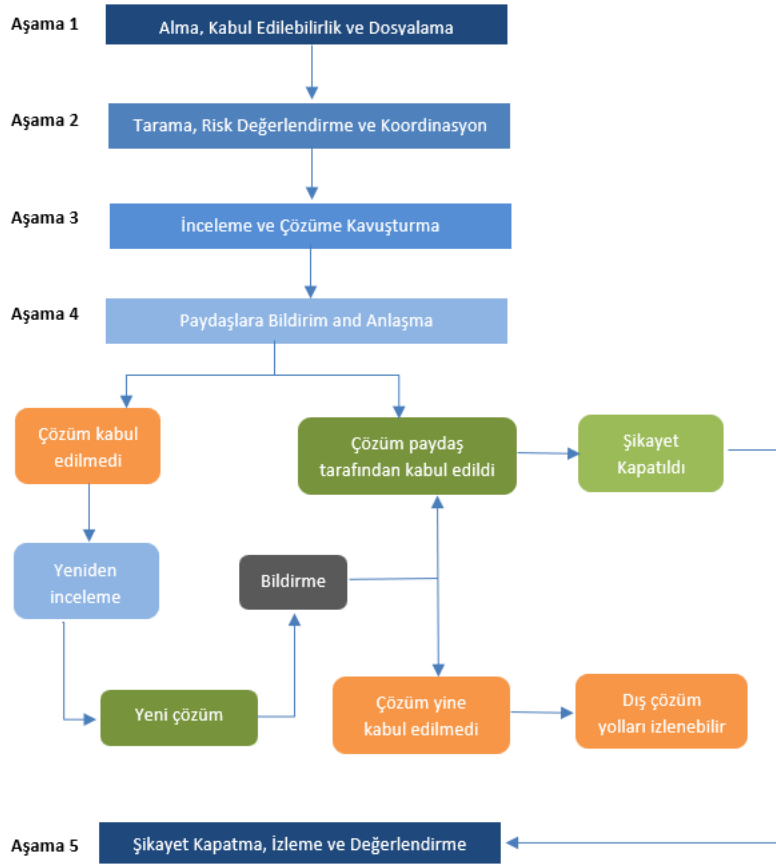 Aşama 1
Alma, Kabul Edilebilirlik ve Dosyalama
Aşama 2
Tarama, Risk Değerlendirme ve Koordinasyon
Aşama 3
İnceleme ve Çözüme Kavuşturma
Aşama 4
Paydaşlara Bildirim and Anlaşma
Çözüm kabul
edilmedi
Çözüm paydaş
tarafından kabul edildi
Şikayet
Kapatıldı
Yeniden
inceleme
Bildirme
Yeni çözüm
Çözüm yine
kabul edilmedi
Dış çözüm
yolları izlenebilir
Aşama 5
Şikayet Kapatma, İzleme ve Değerlendirme